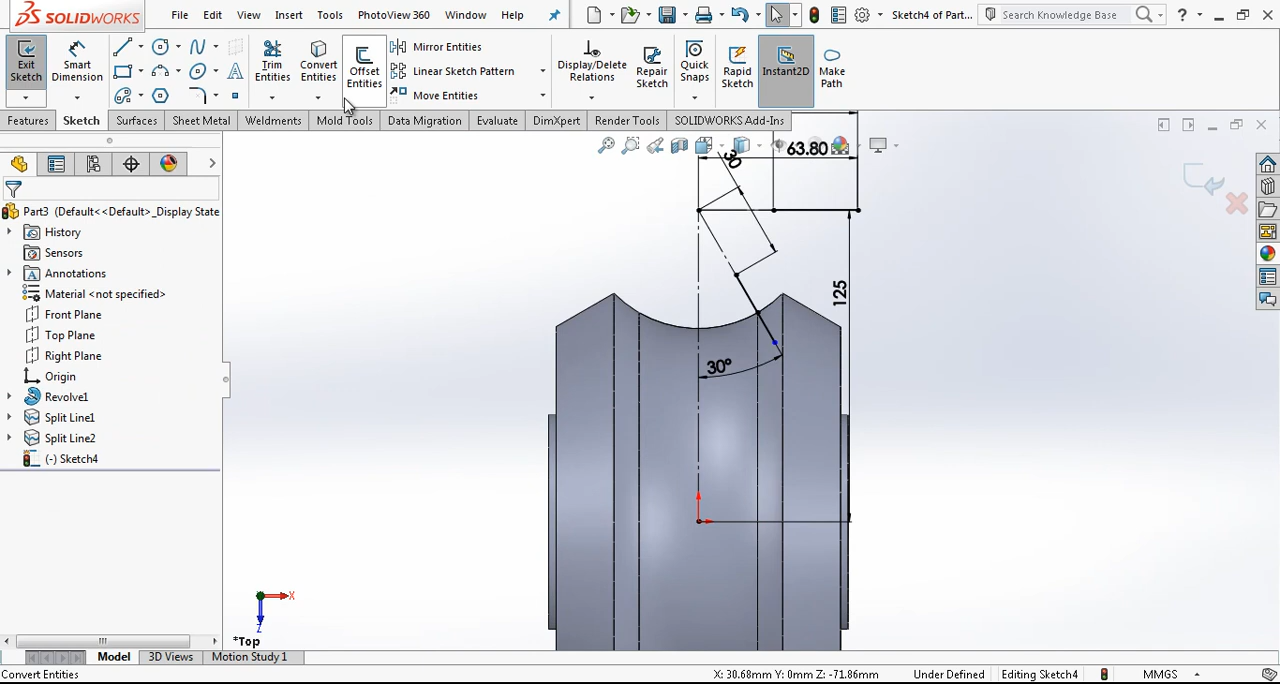 SOLIDWORKS
File Edit View Insert Tools PhotoView 360 Window Help
Sketch4 of Part...
Search Knowledge Base
Exit Sketch
Smart Dimension
Trim Entities
Convert Entities
Offset Entities
Mirror Entities
Linear Sketch Pattern
Move Entities
Display/Delete Relations
Repair Sketch
Quick Snaps
Rapid Sketch
Instant2D
Make Path
Features Sketch Surfaces Sheet Metal Weldments Mold Tools Data Migration Evaluate DimXpert Render Tools SOLIDWORKS Add-Ins
Part3 (Default<<Default>_Display State
History
Sensors
Annotations
Material <not specified>
Front Plane
Top Plane
Right Plane
Origin
Revolve1
Split Line1
Split Line2
(-) Sketch4
63.80
30
125
30°
X
Z
*Top
Model 3D Views Motion Study 1
Convert Entities
X: 30.68mm Y: 0mm Z: -71.86mm Under Defined Editing Sketch4 MMGS